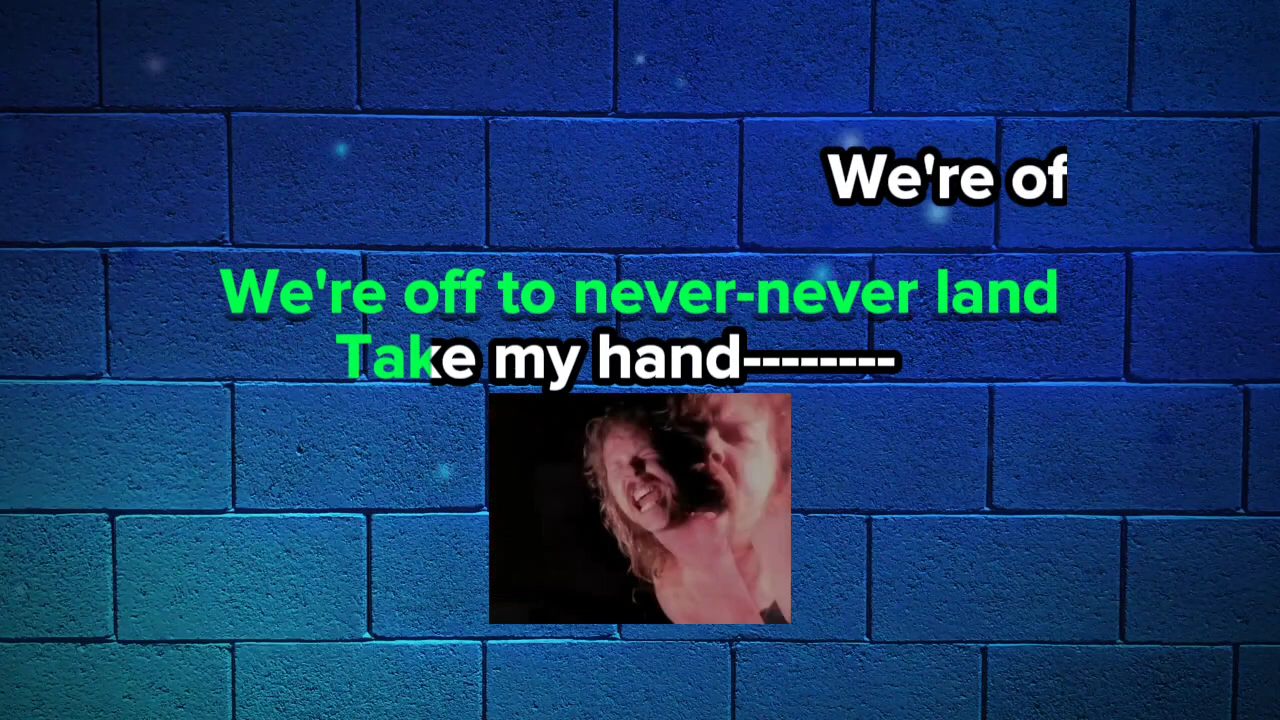 We're of
We're off to never-never land
Take my hand--------